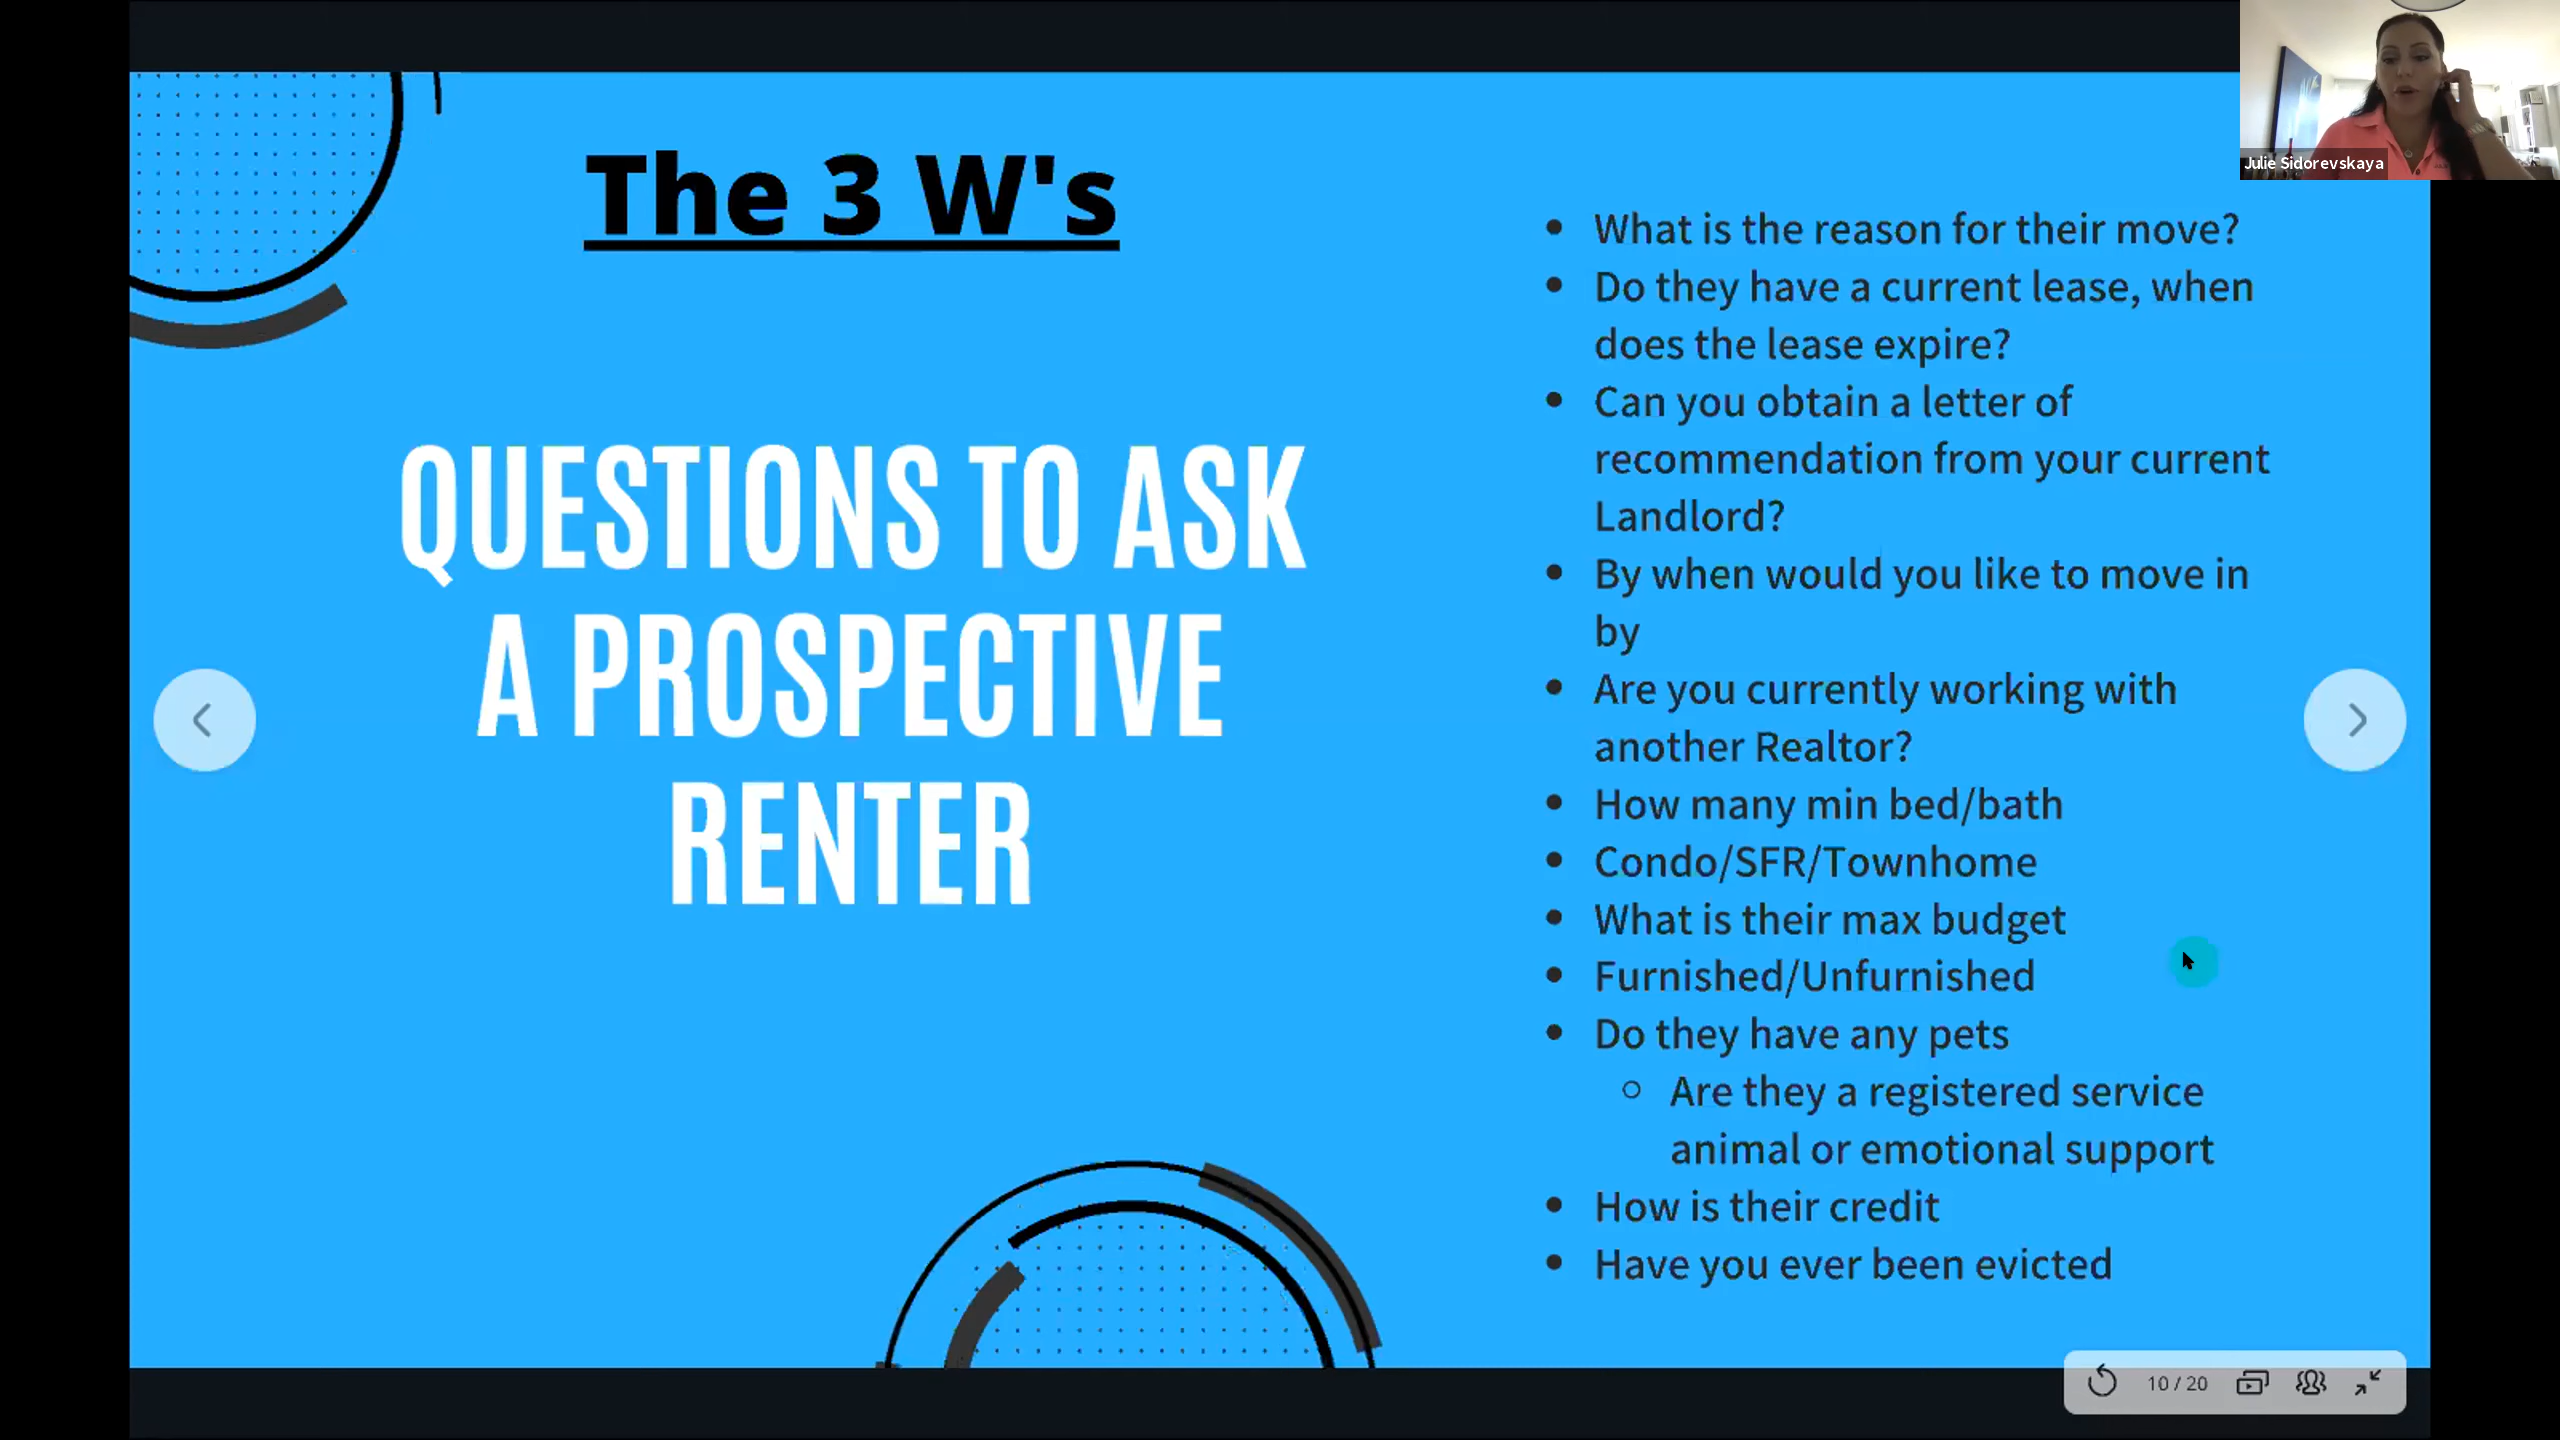 Julie Sidorevskaya
The 3 W's
QUESTIONS TO ASK
A PROSPECTIVE
RENTER
• What is the reason for their move?
• Do they have a current lease, when
does the lease expire?
• Can you obtain a letter of
recommendation from your current
Landlord?
• By when would you like to move in
by
• Are you currently working with
another Realtor?
• How many min bed/bath
• Condo/SFR/Townhome
• What is their max budget
• Furnished/Unfurnished
• Do they have any pets
○ Are they a registered service
animal or emotional support
• How is their credit
• Have you ever been evicted
10 / 20